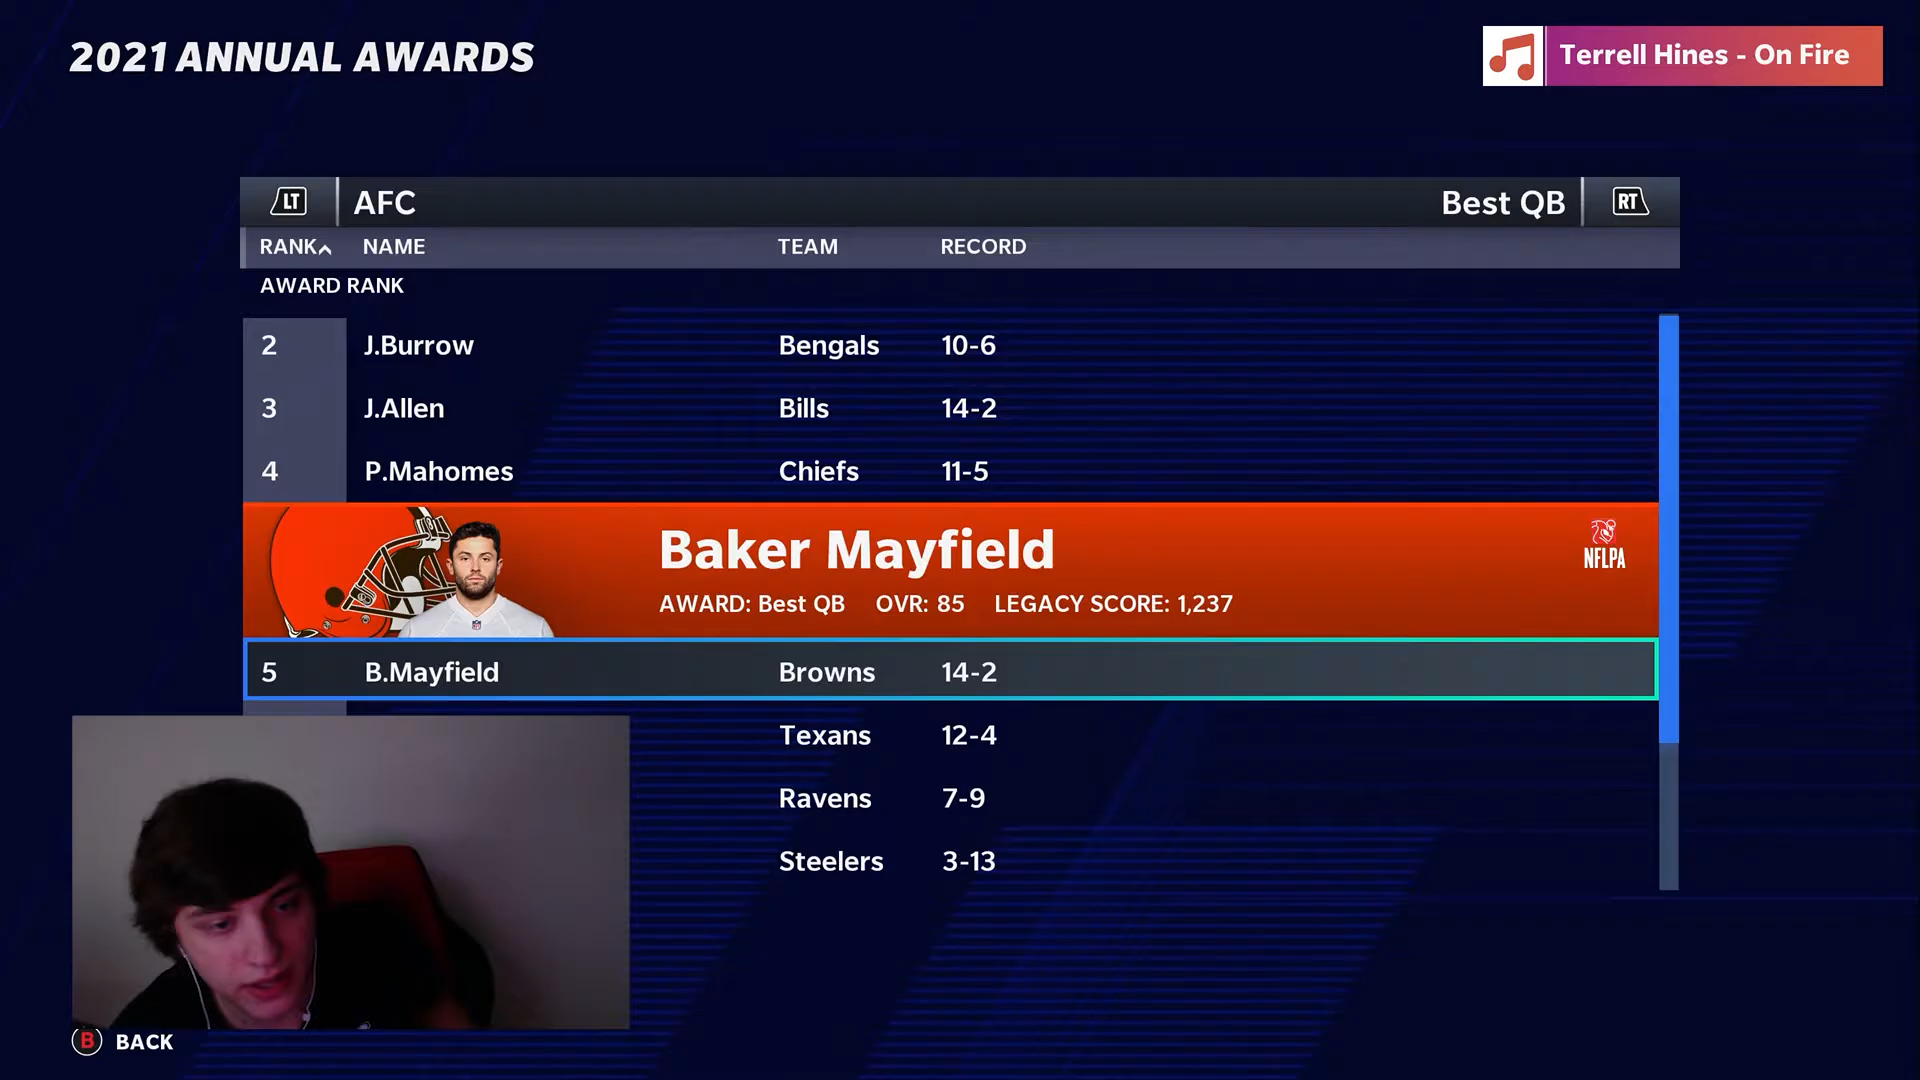 2021 ANNUAL AWARDS
Terrell Hines - On Fire
LT AFC Best QB RT
RANK NAME TEAM RECORD
AWARD RANK
2 J.Burrow Bengals 10-6
3 J.Allen Bills 14-2
4 P.Mahomes Chiefs 11-5
Baker Mayfield
NFLPA
AWARD: Best QB OVR: 85 LEGACY SCORE: 1,237
5 B.Mayfield Browns 14-2
Texans 12-4
Ravens 7-9
Steelers 3-13
B BACK